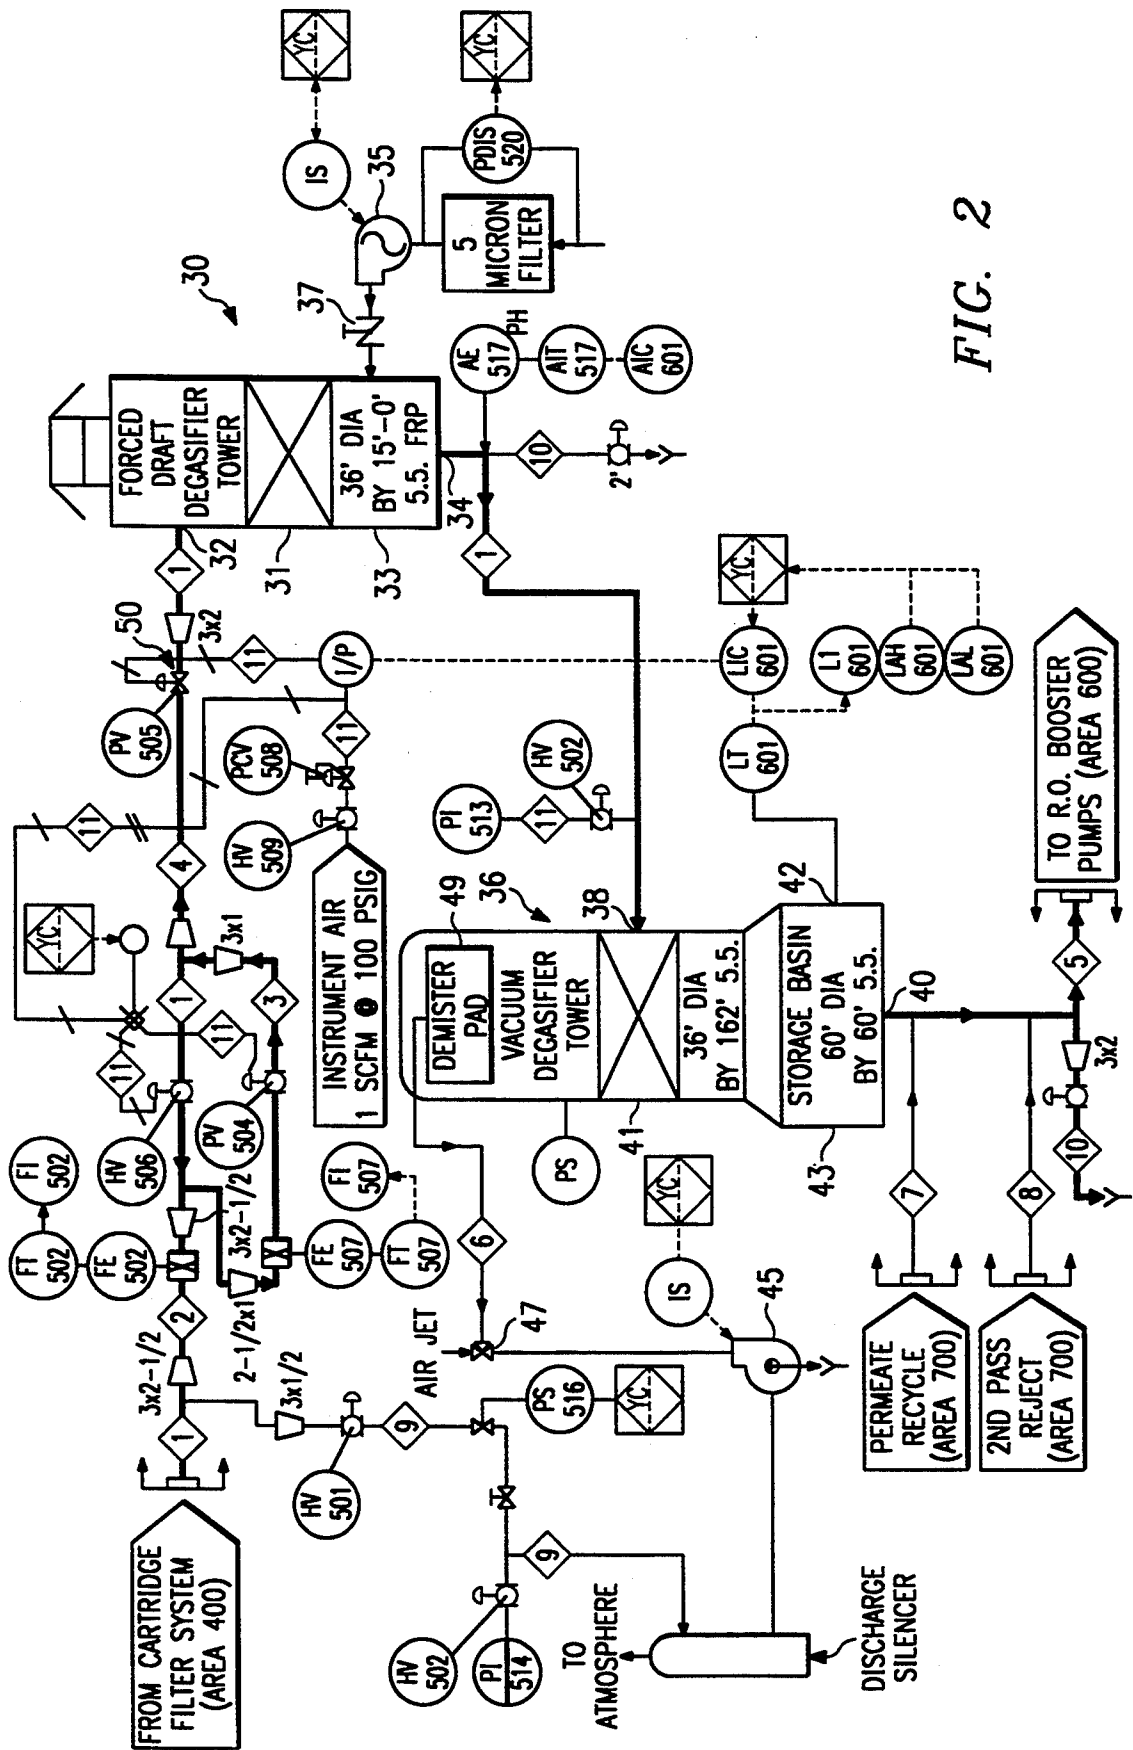 FROM CARTRIDGE
FILTER SYSTEM
(AREA 400)
1
3x2-1/2
2
FE
502
FT
502
FI
502
3x2-1/2
2-1/2x1
FE
507
FT
507
FI
507
HV
506
PV
504
11
11
3
3x1
1
YC
4
11
PV
505
50
3x2
11
1
32
30
FORCED
DRAFT
DEGASIFIER
TOWER
36' DIA
BY 15'-0'
5.5. FRP
31
33
34
37
35
IS
YC
5
MICRON
FILTER
PDIS
520
YC
AE
517
PH
AIT
517
AIC
601
10
2'
1
INSTRUMENT AIR
1 SCFM @ 100 PSIG
HV
509
PCV
508
11
I/P
3x1/2
HV
501
9
PS
516
YC
AIR JET
47
6
HV
502
PI
514
9
TO
ATMOSPHERE
DISCHARGE
SILENCER
45
IS
YC
PS
DEMISTER
PAD
49
VACUUM
DEGASIFIER
TOWER
36' DIA
BY 162' 5.5.
STORAGE BASIN
60' DIA
BY 60' 5.5.
36
38
41
42
43
40
PI
513
11
HV
502
LT
601
LIC
601
YC
L1
601
LAH
601
LAL
601
PERMEATE
RECYCLE
(AREA 700)
7
2ND PASS
REJECT
(AREA 700)
8
10
3x2
5
TO R.O. BOOSTER
PUMPS (AREA 600)
FIG. 2